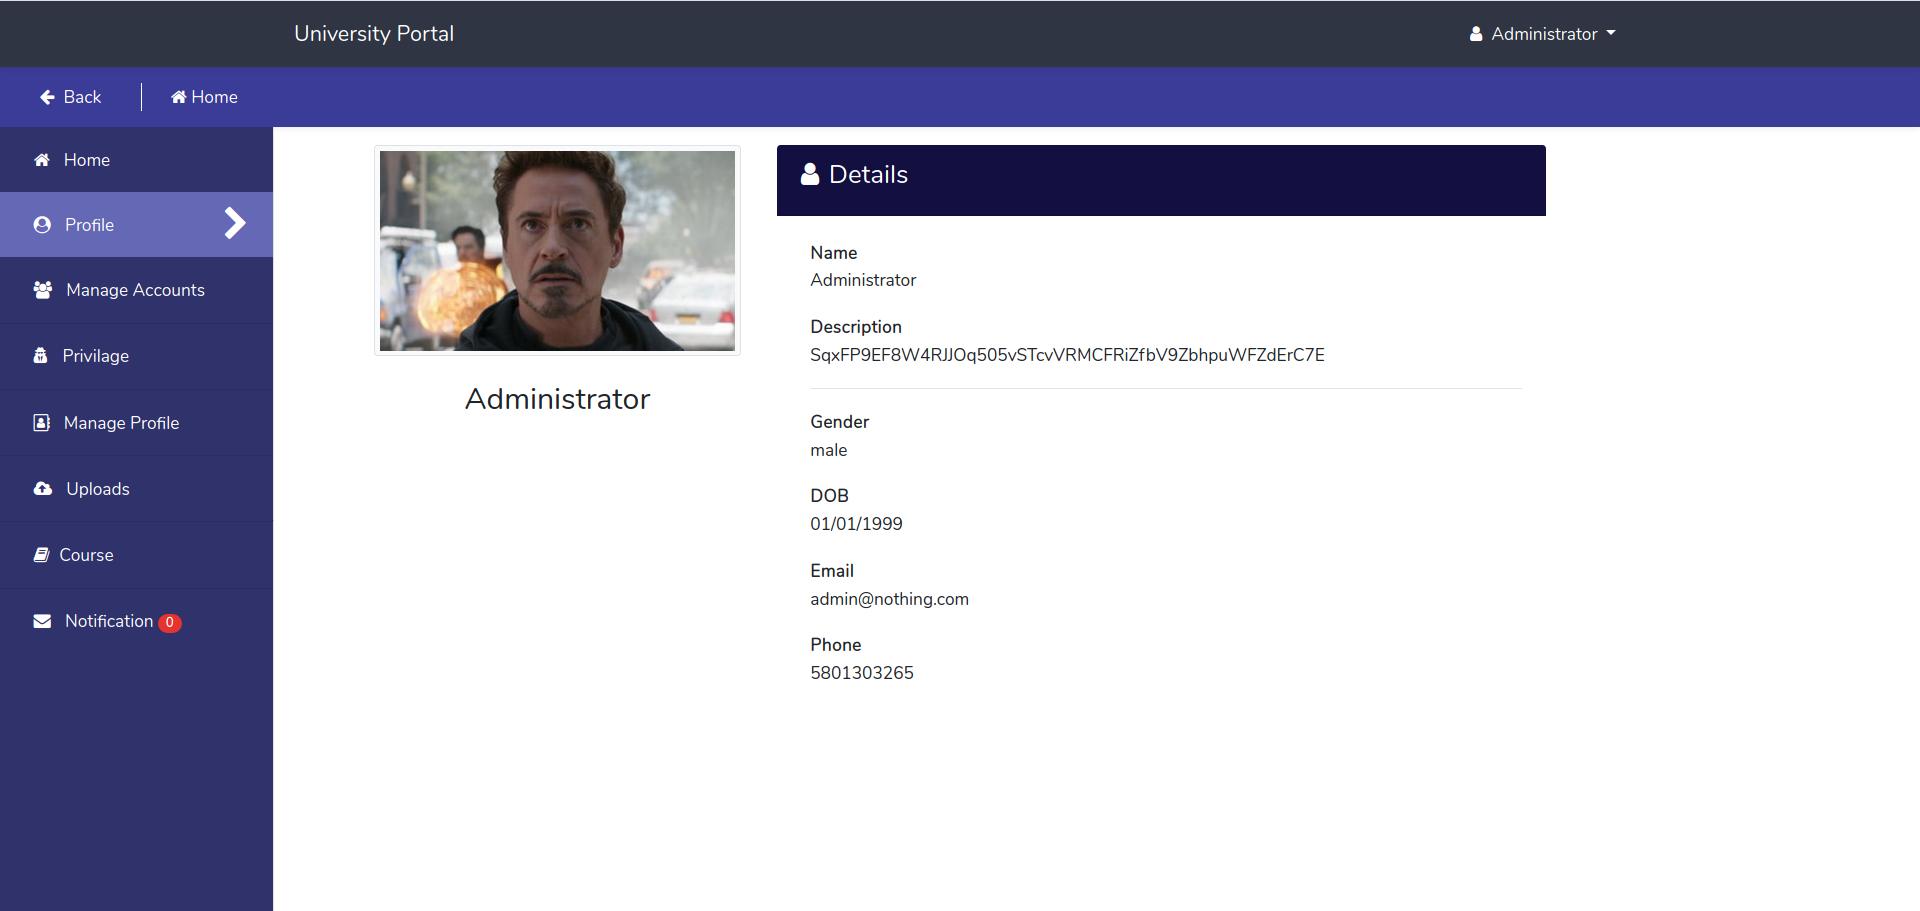 University Portal
Administrator
Back
Home
Home
Profile
Manage Accounts
Privilage
Manage Profile
Uploads
Course
Notification 0
Administrator
Details
Name
Administrator
Description
SqxFP9EF8W4RJJOq505vSTcvVRMCFRiZfbV9ZbhpuWFZdErC7E
Gender
male
DOB
01/01/1999
Email
admin@nothing.com
Phone
5801303265